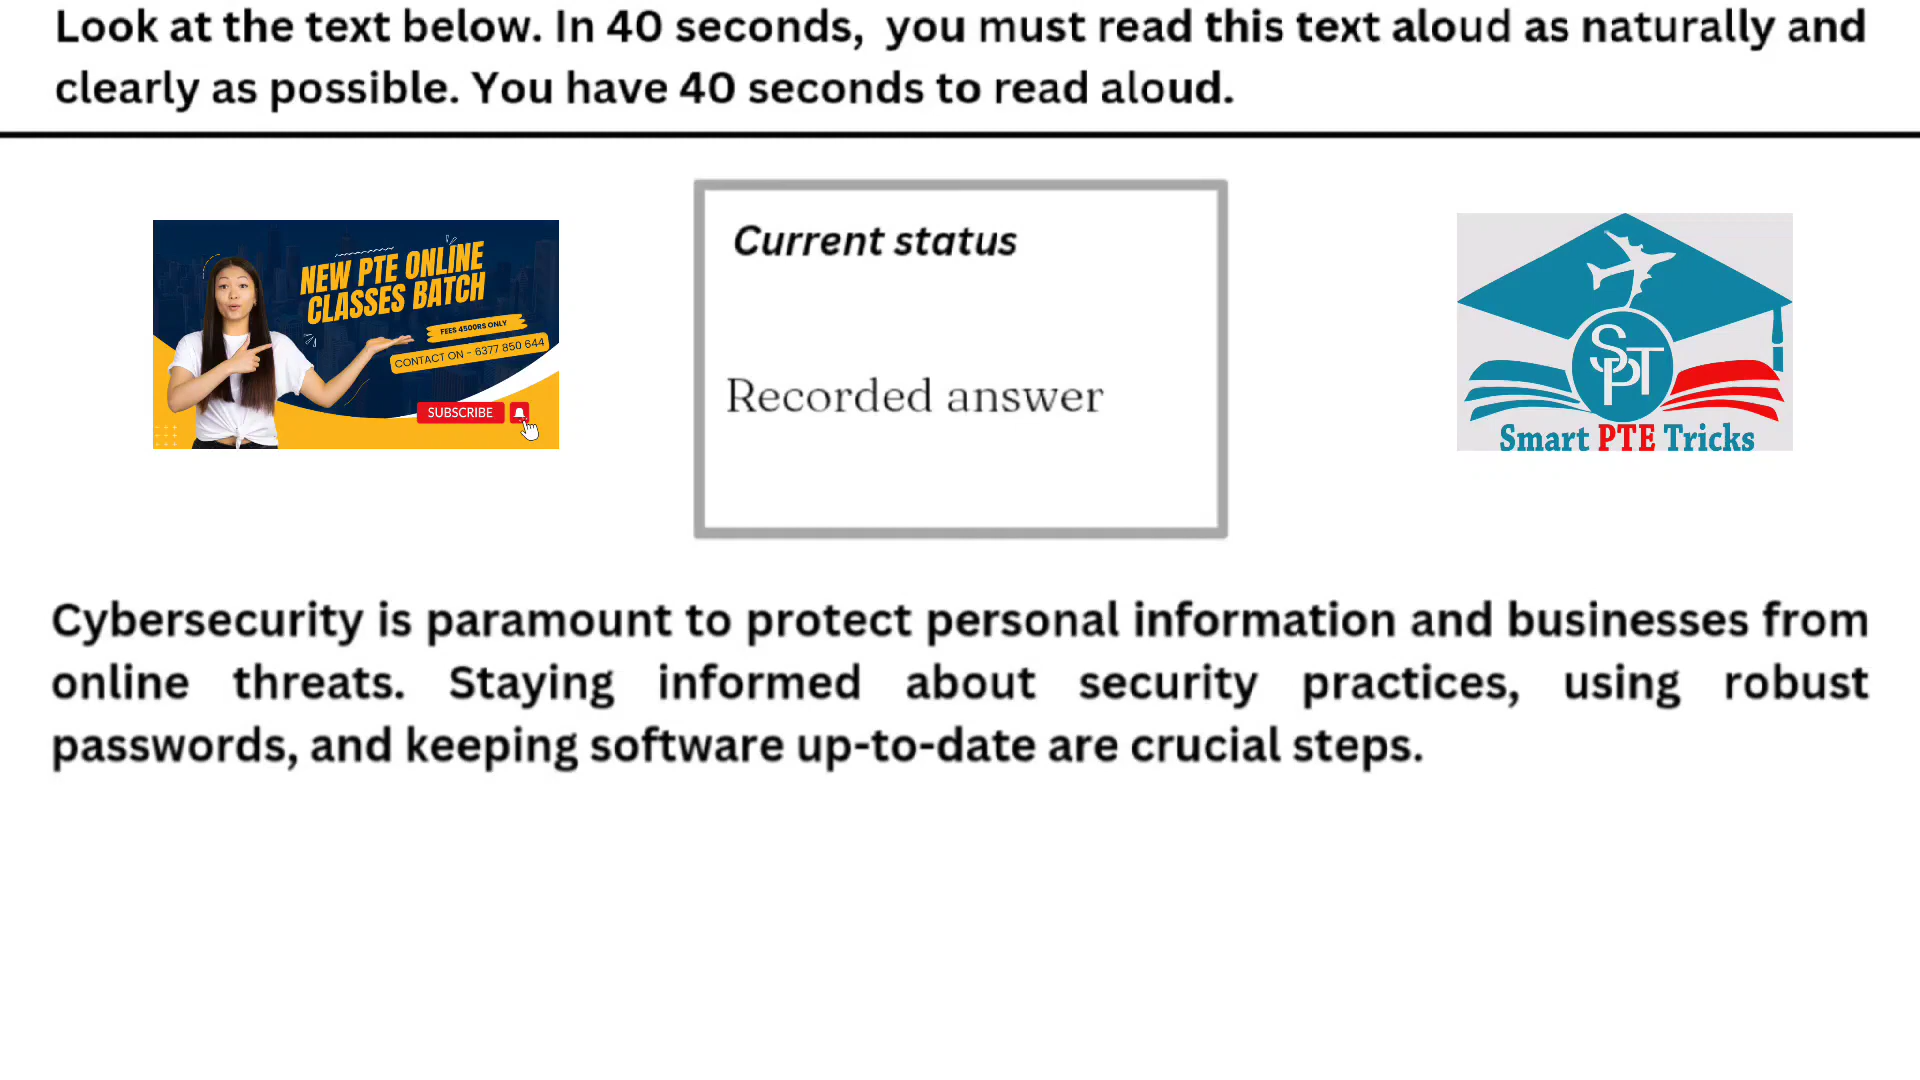 Look at the text below. In 40 seconds, you must read this text aloud as naturally and
clearly as possible. You have 40 seconds to read aloud.
NEW PTE ONLINE
CLASSES BATCH
FEES 4500RS ONLY
CONTACT ON - 6377 850 644
SUBSCRIBE
Current status
Recorded answer
SPT
Smart PTE Tricks
Cybersecurity is paramount to protect personal information and businesses from
online threats. Staying informed about security practices, using robust
passwords, and keeping software up-to-date are crucial steps.